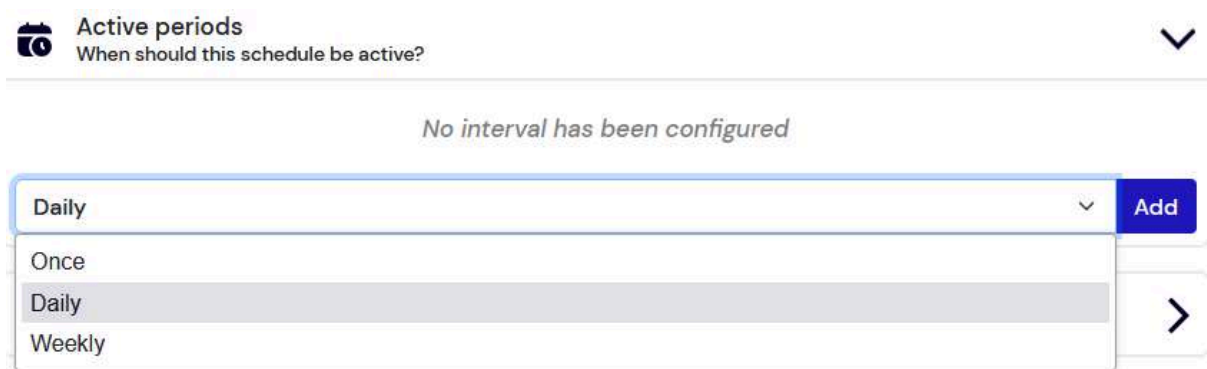 Active periods
When should this schedule be active?
No interval has been configured
Daily
Add
Once
Daily
Weekly